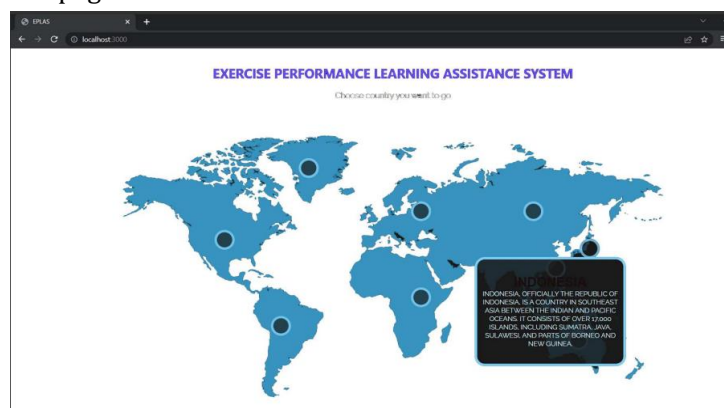 EPLAS
localhost:3000
EXERCISE PERFORMANCE LEARNING ASSISTANCE SYSTEM
Choose country you want to go
INDONESIA
INDONESIA, OFFICIALLY THE REPUBLIC OF
INDONESIA, IS A COUNTRY IN SOUTHEAST
ASIA BETWEEN THE INDIAN AND PACIFIC
OCEANS. IT CONSISTS OF OVER 17,000
ISLANDS, INCLUDING SUMATRA, JAVA,
SULAWESI, AND PARTS OF BORNEO AND
NEW GUINEA.